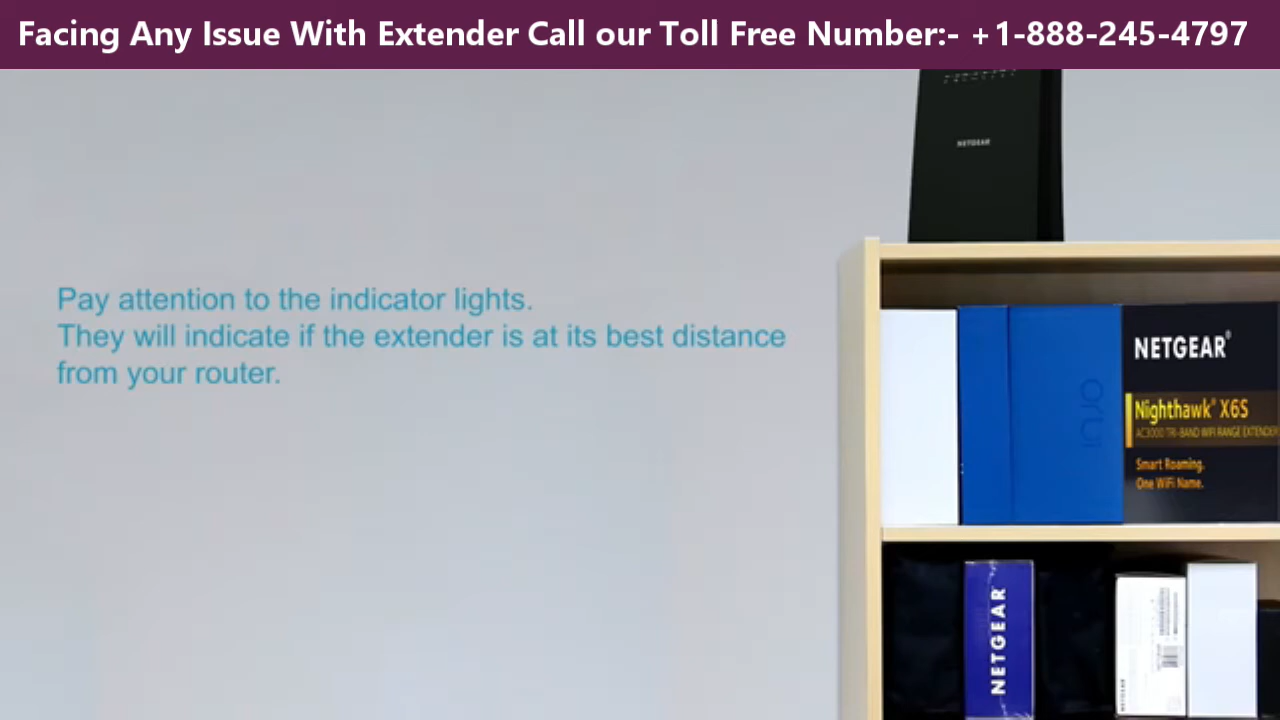 Facing Any Issue With Extender Call our Toll Free Number:- +1-888-245-4797
NETGEAR
Pay attention to the indicator lights.
They will indicate if the extender is at its best distance
from your router.
orbi
NETGEAR®
Nighthawk® X6S
AC3000 TRI-BAND WIFI RANGE EXTENDER
Smart Roaming.
One WiFi Name.
NETGEAR